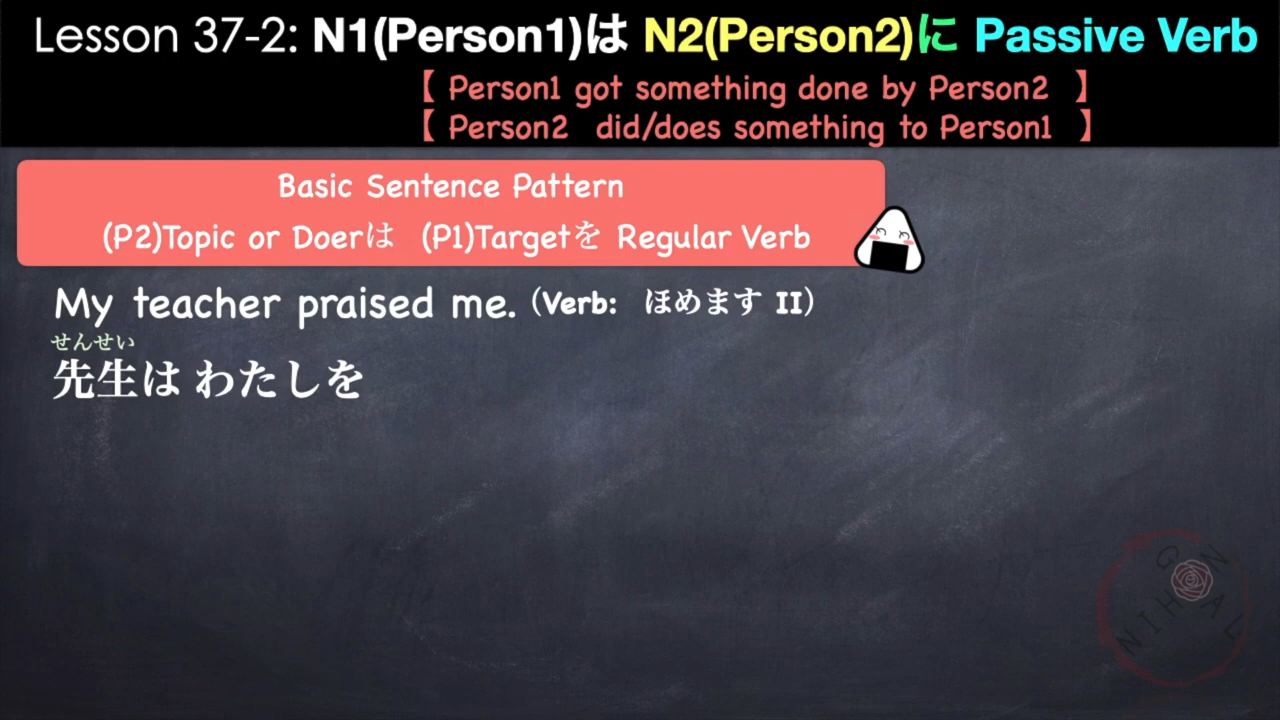 Lesson 37-2: N1(Person1)は N2(Person2)に Passive Verb
【 Person1 got something done by Person2 】
【 Person2 did/does something to Person1 】
Basic Sentence Pattern
(P2)Topic or Doerは (P1)Targetを Regular Verb
My teacher praised me. (Verb: ほめます II)
せんせい
先生は わたしを
NIHONGOAL